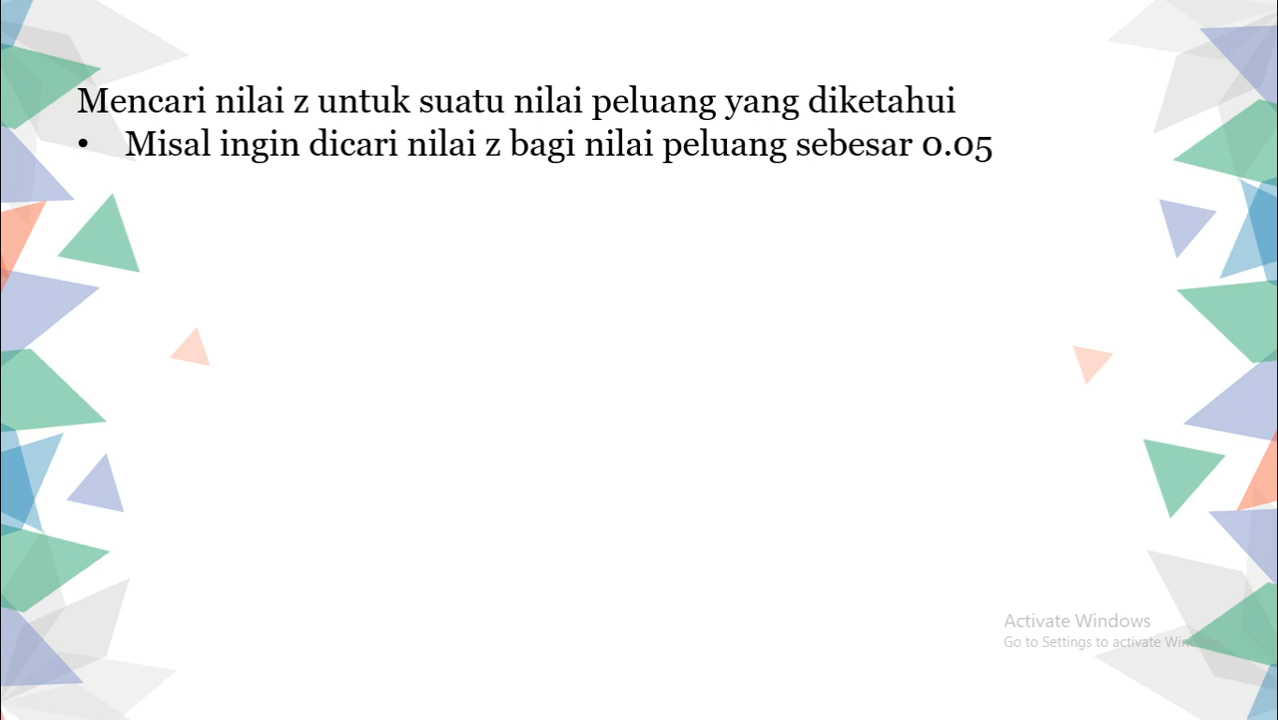 Mencari nilai z untuk suatu nilai peluang yang diketahui
• Misal ingin dicari nilai z bagi nilai peluang sebesar 0.05
Activate Windows
Go to Settings to activate Windows.